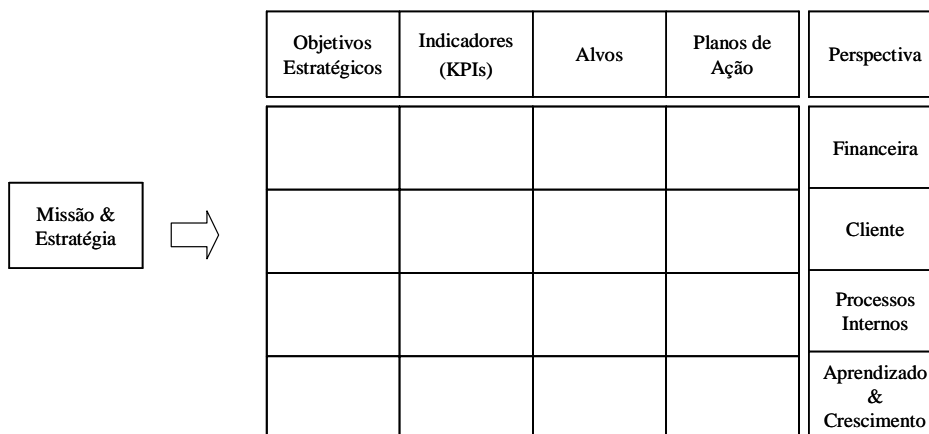 Objetivos
Estratégicos
Indicadores
(KPIs)
Alvos
Planos de
Ação
Perspectiva
Financeira
Missão &
Estratégia
Cliente
Processos
Internos
Aprendizado
&
Crescimento